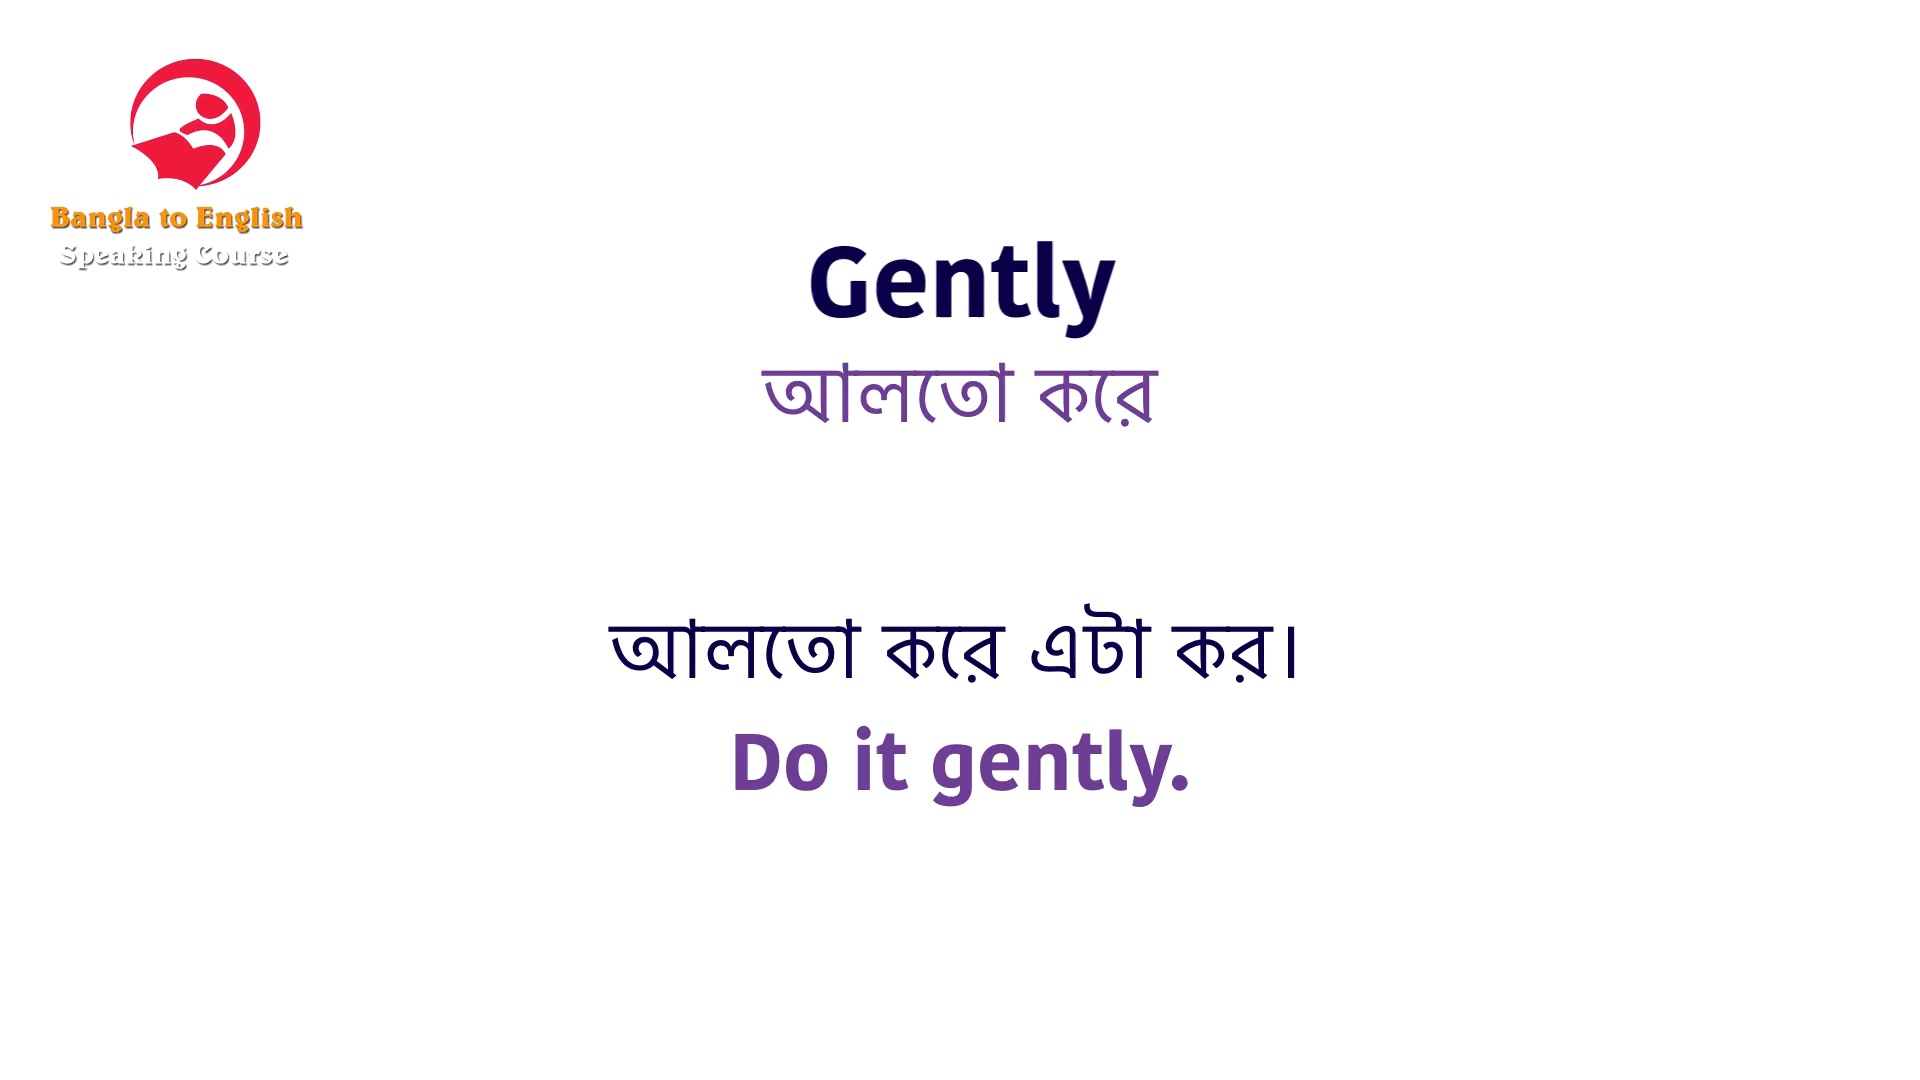 Bangla to English
Speaking Course
Gently
আলতো করে
আলতো করে এটা কর।
Do it gently.